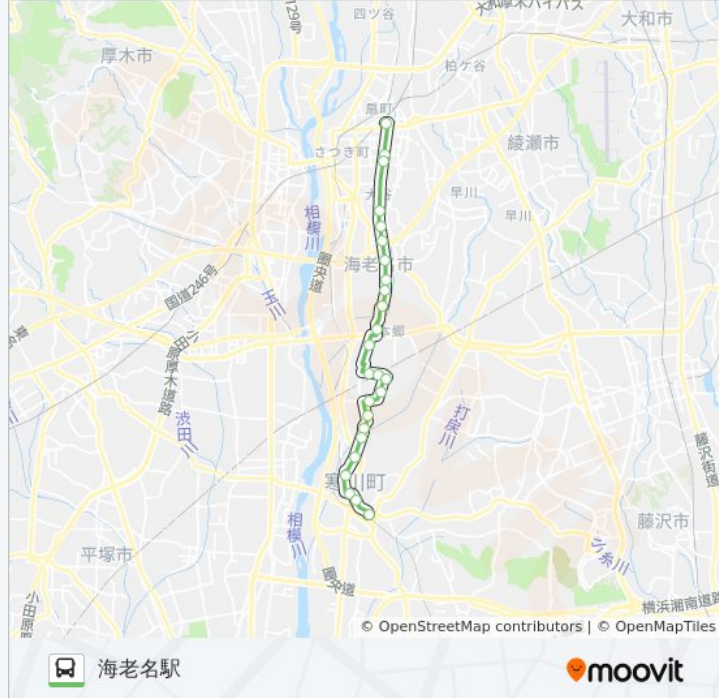 129号
四ツ谷
大和厚木バイパス
大和市
厚木市
柏ケ谷
扇町
綾瀬市
さつき町
早川
早川
相模川
海老名市
圏央道
国道246号
玉川
本郷
小田原厚木道路
渋田川
打戻川
藤沢街道
寒川町
藤沢市
相模川
小糸川
平塚市
圏央道
横浜湘南道路
小田原
© OpenStreetMap contributors | © OpenMapTiles
海老名駅
moovit